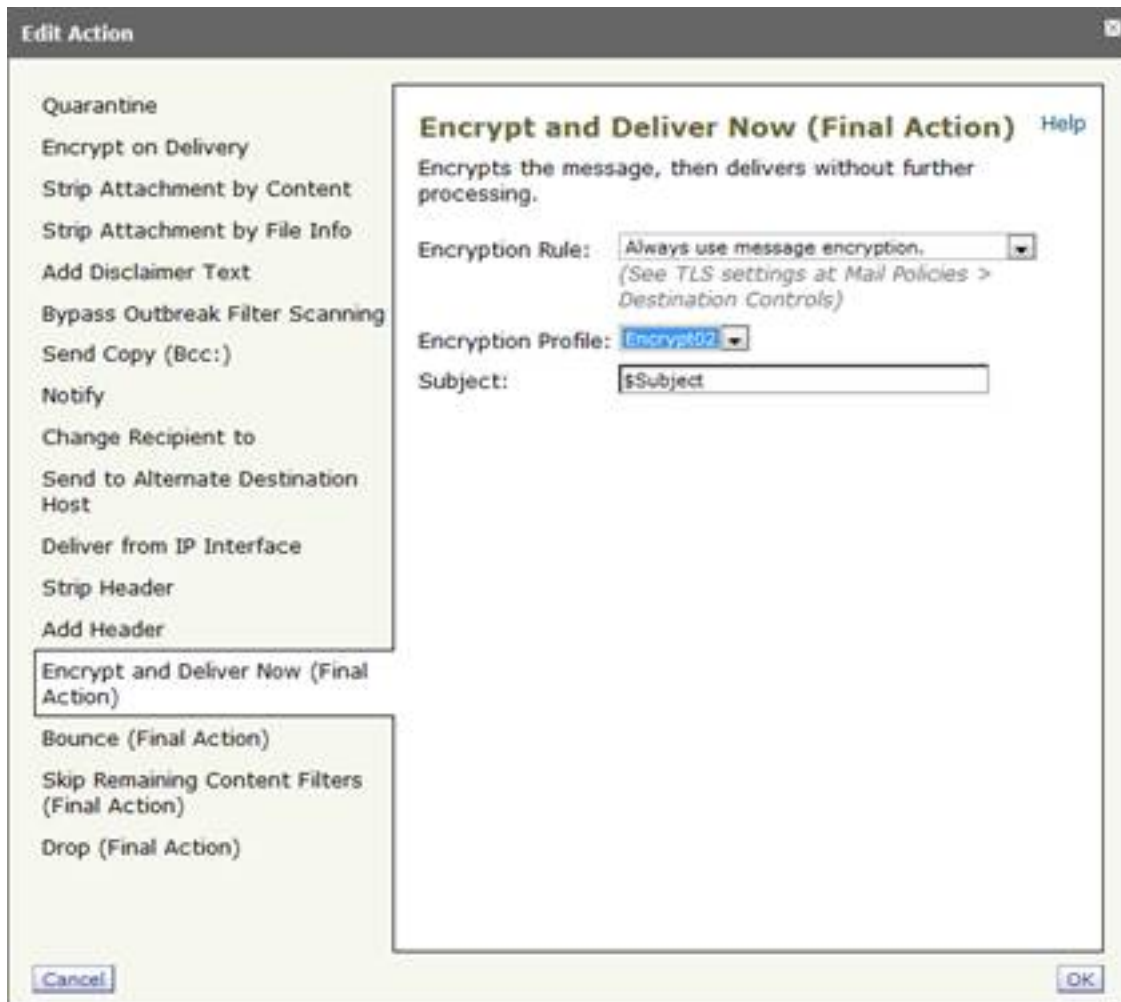 Edit Action
Quarantine
Encrypt on Delivery
Strip Attachment by Content
Strip Attachment by File Info
Add Disclaimer Text
Bypass Outbreak Filter Scanning
Send Copy (Bcc:)
Notify
Change Recipient to
Send to Alternate Destination
Host
Deliver from IP Interface
Strip Header
Add Header
Encrypt and Deliver Now (Final
Action)
Bounce (Final Action)
Skip Remaining Content Filters
(Final Action)
Drop (Final Action)
Encrypt and Deliver Now (Final Action) Help
Encrypts the message, then delivers without further
processing.
Encryption Rule: Always use message encryption.
(See TLS settings at Mail Policies >
Destination Controls)
Encryption Profile: Encrypt02
Subject: $Subject
Cancel OK